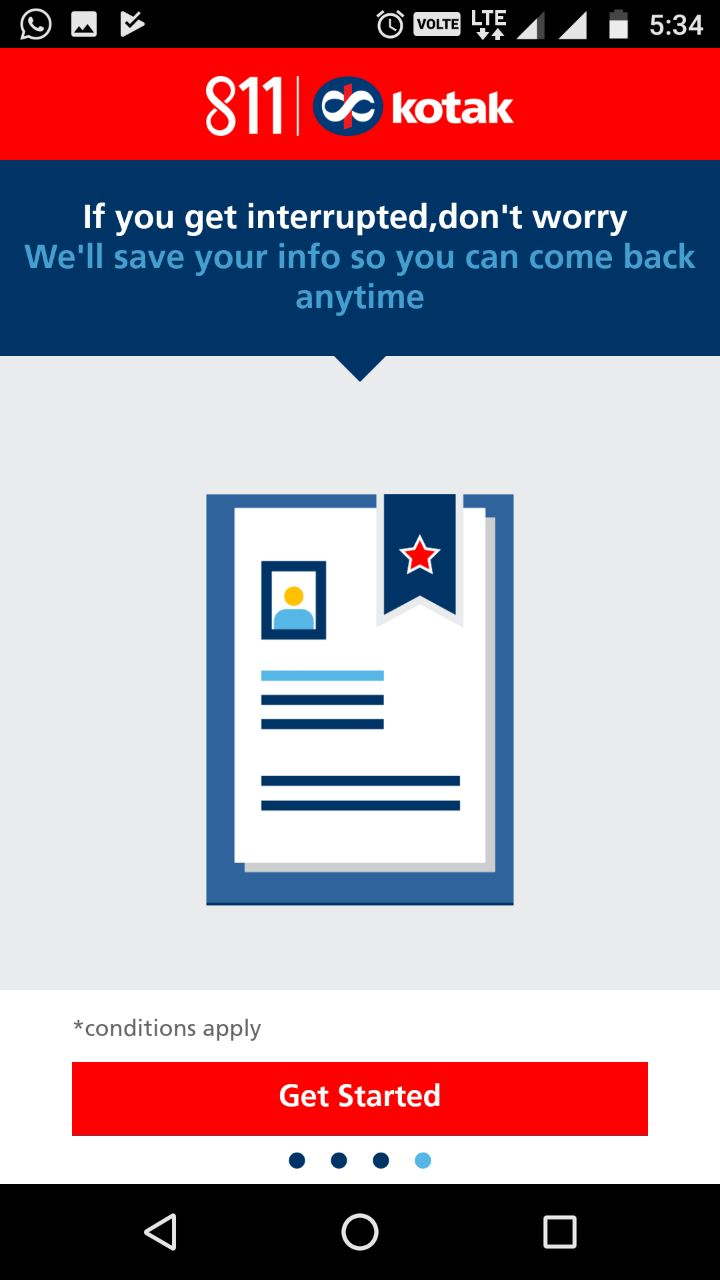 VOLTE LTE 5:34
811 kotak
If you get interrupted,don't worry
We'll save your info so you can come back
anytime
*conditions apply
Get Started